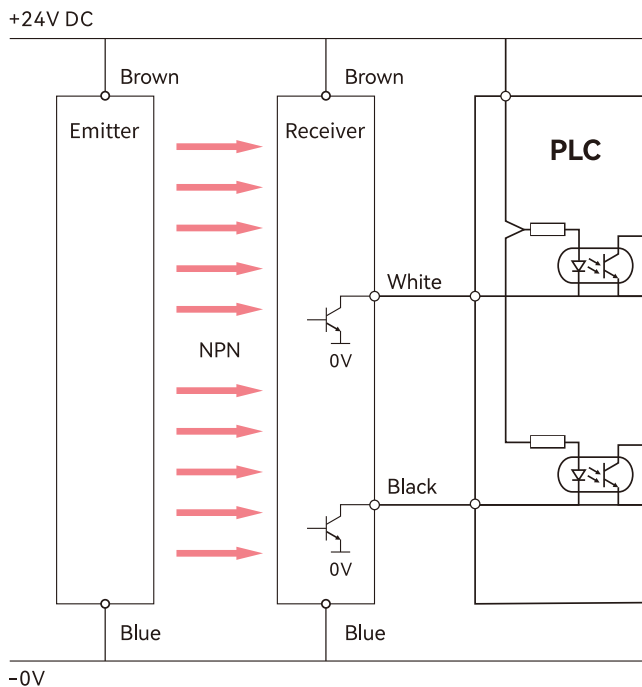 +24V DC
Brown
Brown
Emitter
Receiver
PLC
White
NPN
0V
Black
0V
Blue
Blue
−0V